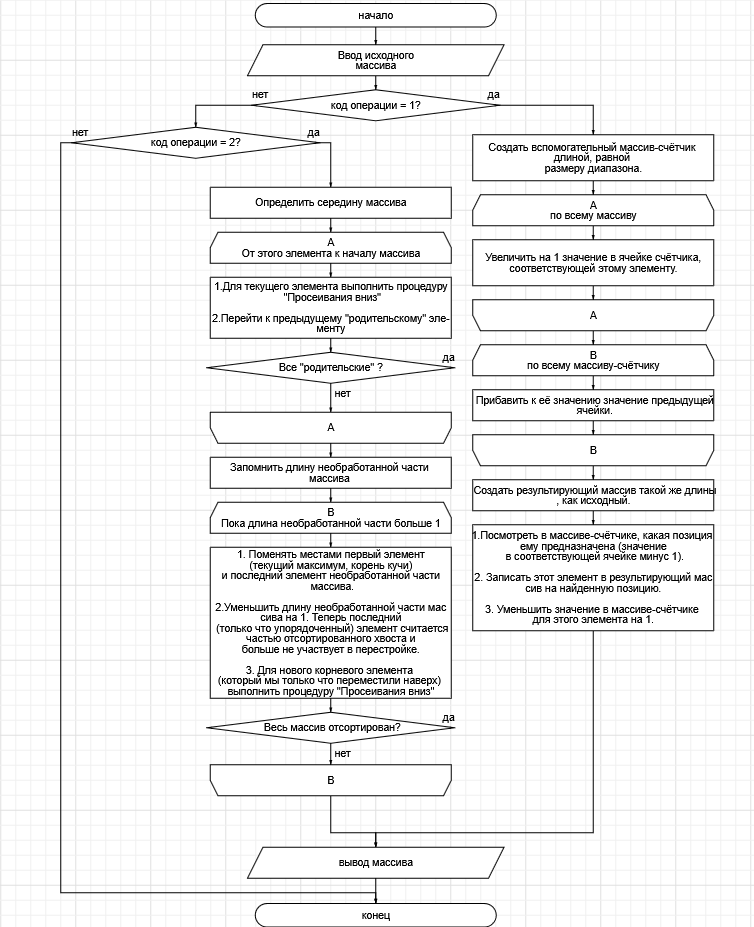 начало
Ввод исходного
массива
нет
да
код операции = 1?
нет
да
код операции = 2?
Определить середину массива
A
От этого элемента к началу массива
1.Для текущего элемента выполнить процедуру
"Просеивания вниз"
2.Перейти к предыдущему "родительскому" эле-
менту
да
Все "родительские" ?
нет
A
Запомнить длину необработанной части
массива
B
Пока длина необработанной части больше 1
1. Поменять местами первый элемент
(текущий максимум, корень кучи)
и последний элемент необработанной части
массива.
2.Уменьшить длину необработанной части мас
сива на 1. Теперь последний
(только что упорядоченный) элемент считается
частью отсортированного хвоста и
больше не участвует в перестройке.
3. Для нового корневого элемента
(который мы только что переместили наверх)
выполнить процедуру "Просеивания вниз"
да
Весь массив отсортирован?
нет
B
Создать вспомогательный массив-счётчик
длиной, равной
размеру диапазона.
A
по всему массиву
Увеличить на 1 значение в ячейке счётчика,
соответствующей этому элементу.
A
B
по всему массиву-счётчику
Прибавить к её значению значение предыдущей
ячейки.
B
Создать результирующий массив такой же длины
, как исходный.
1.Посмотреть в массиве-счётчике, какая позиция
ему предназначена (значение
в соответствующей ячейке минус 1).
2. Записать этот элемент в результирующий мас
сив на найденную позицию.
3. Уменьшить значение в массиве-счётчике
для этого элемента на 1.
вывод массива
конец